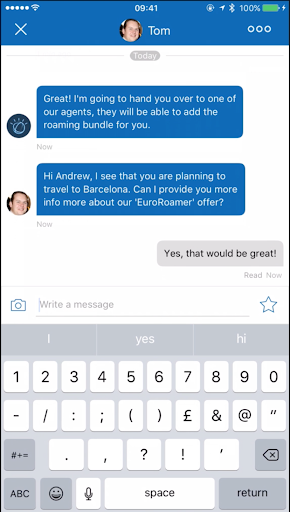 09:41
100%
Tom
Today
Great! I'm going to hand you over to one of
our agents, they will be able to add the
roaming bundle for you.
Now
Hi Andrew, I see that you are planning to
travel to Barcelona. Can I provide you more
info more about our 'EuroRoamer' offer?
Now
Yes, that would be great!
Read Now
Write a message
I yes hi
1 2 3 4 5 6 7 8 9 0
- / : ; ( ) £ & @ "
#+= . , ? ! '
ABC space return